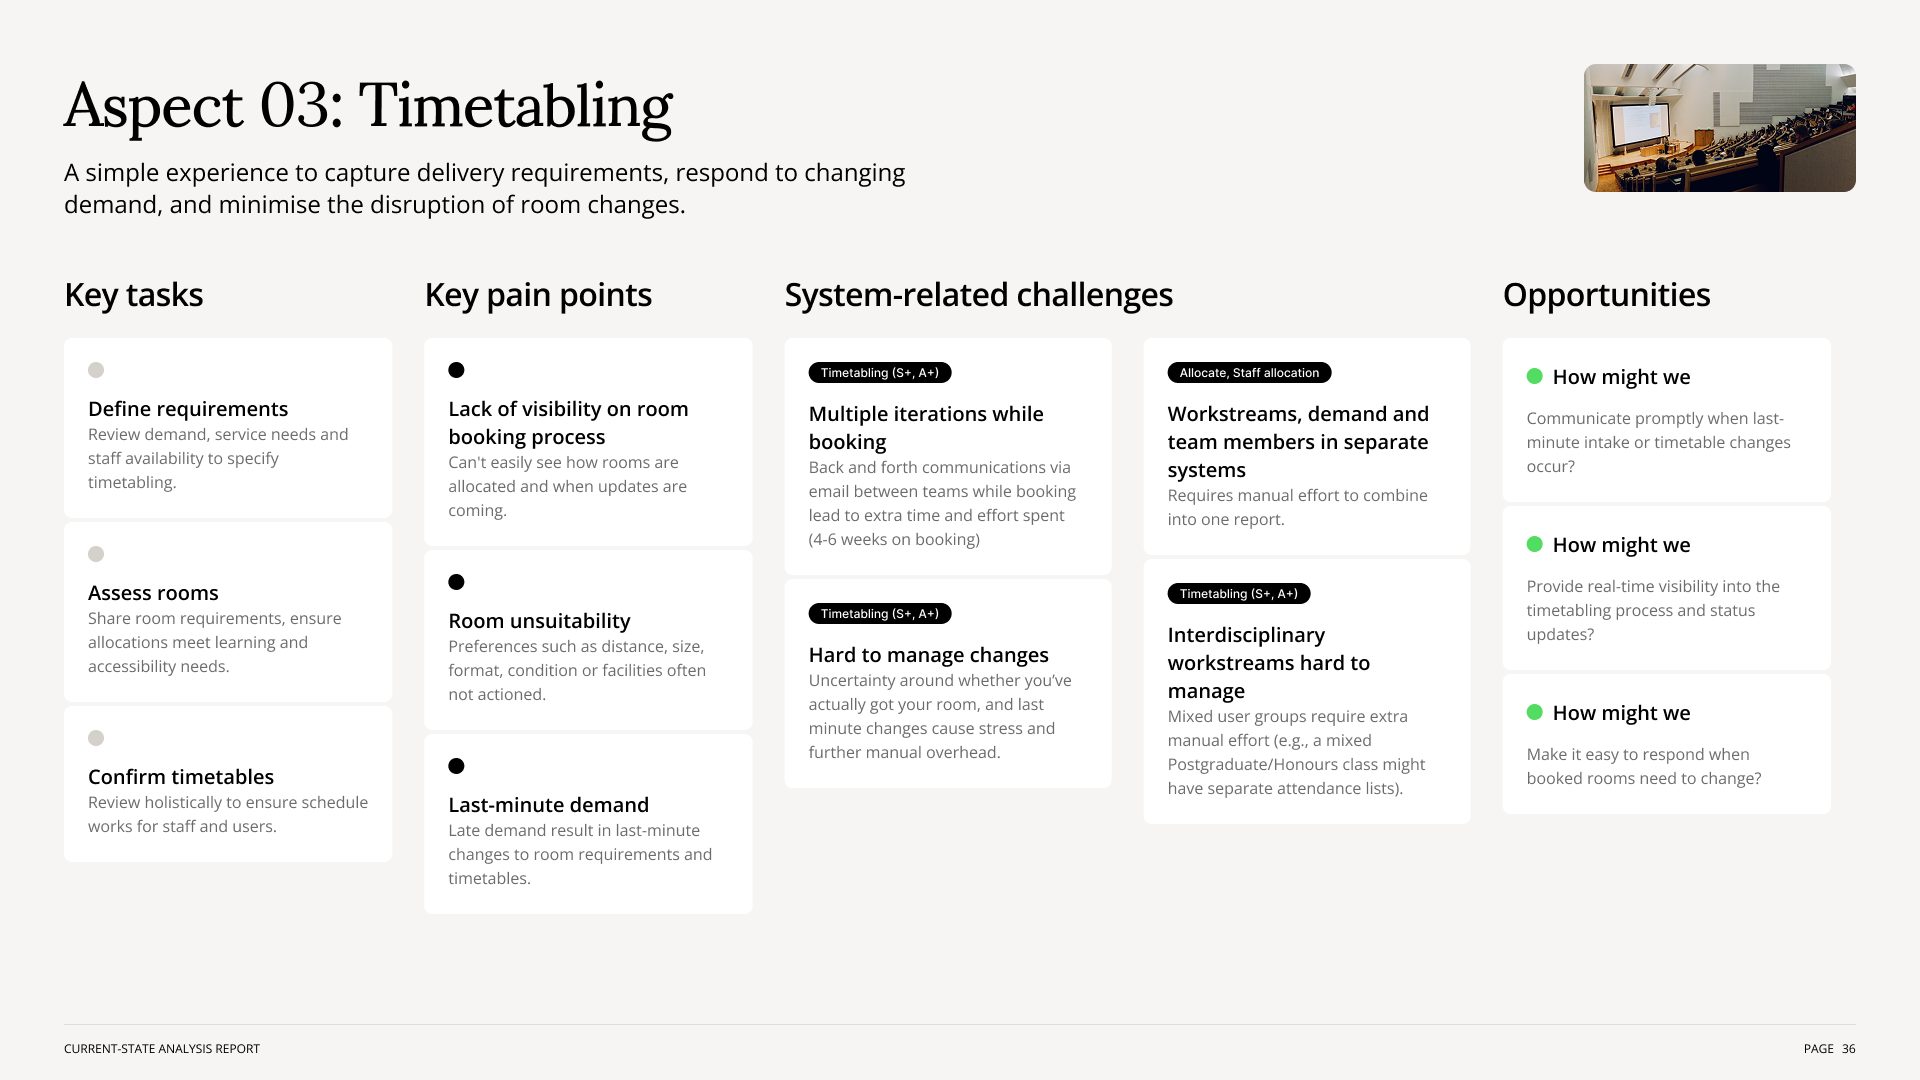 Aspect 03: Timetabling
A simple experience to capture delivery requirements, respond to changing
demand, and minimise the disruption of room changes.
Key tasks
Define requirements
Review demand, service needs and
staff availability to specify
timetabling.
Assess rooms
Share room requirements, ensure
allocations meet learning and
accessibility needs.
Confirm timetables
Review holistically to ensure schedule
works for staff and users.
Key pain points
Lack of visibility on room
booking process
Can't easily see how rooms are
allocated and when updates are
coming.
Room unsuitability
Preferences such as distance, size,
format, condition or facilities often
not actioned.
Last-minute demand
Late demand result in last-minute
changes to room requirements and
timetables.
System-related challenges
Timetabling (S+, A+)
Multiple iterations while
booking
Back and forth communications via
email between teams while booking
lead to extra time and effort spent
(4-6 weeks on booking)
Timetabling (S+, A+)
Hard to manage changes
Uncertainty around whether you’ve
actually got your room, and last
minute changes cause stress and
further manual overhead.
Allocate, Staff allocation
Workstreams, demand and
team members in separate
systems
Requires manual effort to combine
into one report.
Timetabling (S+, A+)
Interdisciplinary
workstreams hard to
manage
Mixed user groups require extra
manual effort (e.g., a mixed
Postgraduate/Honours class might
have separate attendance lists).
Opportunities
How might we
Communicate promptly when last-
minute intake or timetable changes
occur?
How might we
Provide real-time visibility into the
timetabling process and status
updates?
How might we
Make it easy to respond when
booked rooms need to change?
CURRENT-STATE ANALYSIS REPORT
PAGE 36